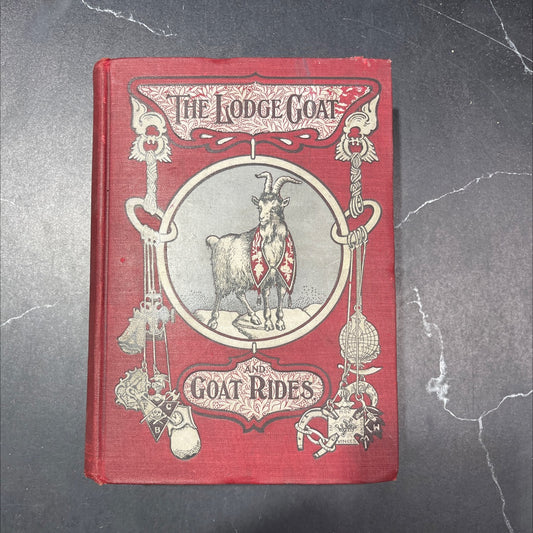 The Lodge Goat
and
Goat Rides